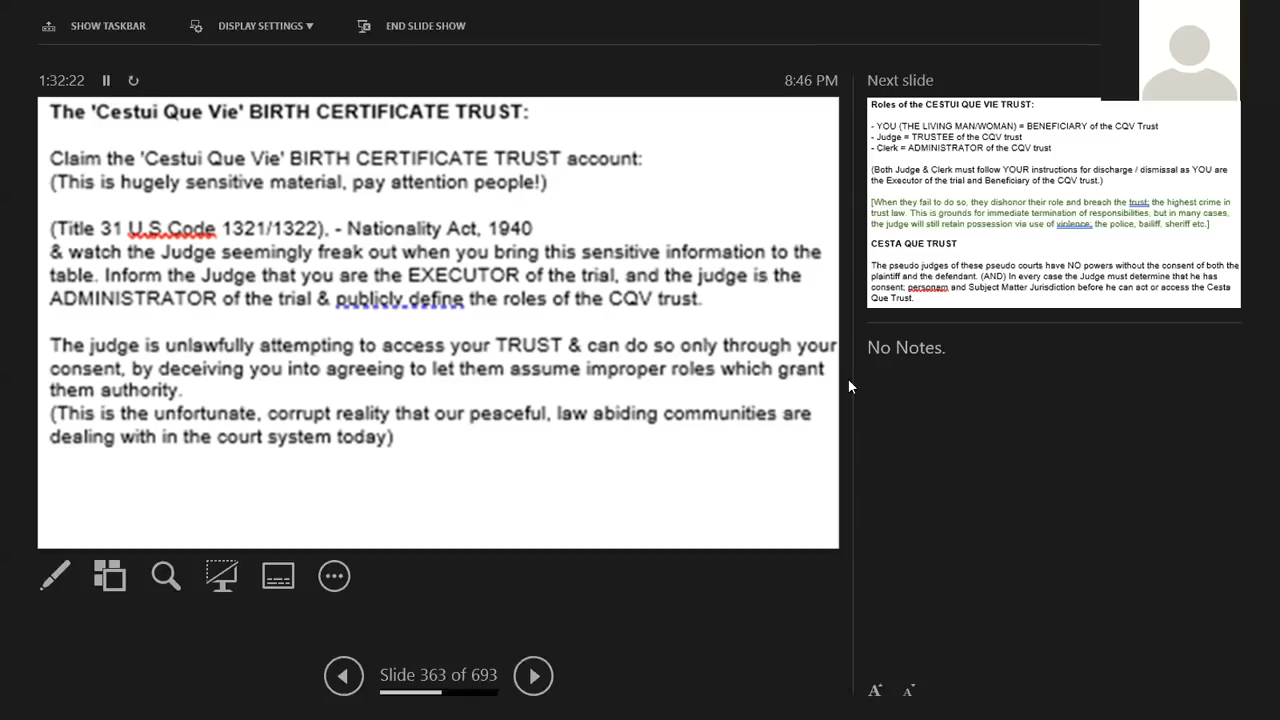 SHOW TASKBAR
DISPLAY SETTINGS ▼
END SLIDE SHOW
1:32:22
8:46 PM
The 'Cestui Que Vie' BIRTH CERTIFICATE TRUST:
Claim the 'Cestui Que Vie' BIRTH CERTIFICATE TRUST account:
(This is hugely sensitive material, pay attention people!)
(Title 31 U.S.Code 1321/1322), - Nationality Act, 1940
& watch the Judge seemingly freak out when you bring this sensitive information to the
table. Inform the Judge that you are the EXECUTOR of the trial, and the judge is the
ADMINISTRATOR of the trial & publicly define the roles of the CQV trust.
The judge is unlawfully attempting to access your TRUST & can do so only through your
consent, by deceiving you into agreeing to let them assume improper roles which grant
them authority.
(This is the unfortunate, corrupt reality that our peaceful, law abiding communities are
dealing with in the court system today)
Slide 363 of 693
Next slide
Roles of the CESTUI QUE VIE TRUST:
- YOU (THE LIVING MAN/WOMAN) = BENEFICIARY of the CQV Trust
- Judge = TRUSTEE of the CQV trust
- Clerk = ADMINISTRATOR of the CQV trust
(Both Judge & Clerk must follow YOUR instructions for discharge / dismissal as YOU are
the Executor of the trial and Beneficiary of the CQV trust.)
[When they fail to do so, they dishonor their role and breach the trust; the highest crime in
trust law. This is grounds for immediate termination of responsibilities, but in many cases,
the judge will still retain possession via use of violence, the police, bailiff, sheriff etc.]
CESTA QUE TRUST
The pseudo judges of these pseudo courts have NO powers without the consent of both the
plaintiff and the defendant. (AND) In every case the Judge must determine that he has
consent; personam and Subject Matter Jurisdiction before he can act or access the Cesta
Que Trust.
No Notes.
A A